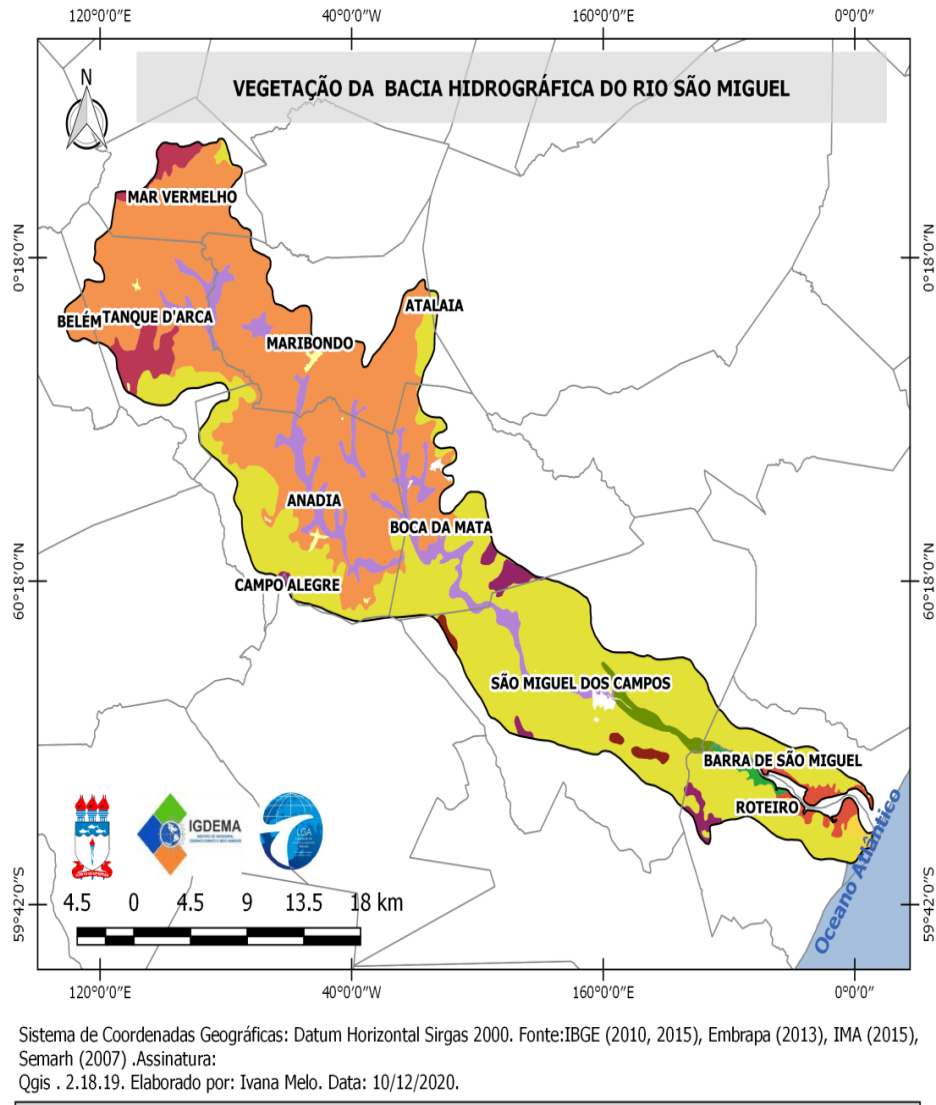 120°0′0″E 40°0′0″W 160°0′0″E 0°0′0″
VEGETAÇÃO DA BACIA HIDROGRÁFICA DO RIO SÃO MIGUEL
N
MAR VERMELHO
0°18′0″N 0°18′0″N
ATALAIA
BELÉM TANQUE D'ARCA
MARIBONDO
ANADIA
BOCA DA MATA
60°18′0″N 60°18′0″N
CAMPO ALEGRE
SÃO MIGUEL DOS CAMPOS
BARRA DE SÃO MIGUEL
ROTEIRO
Oceano Atlântico
IGDEMA
LGA
4.5 0 4.5 9 13.5 18 km
59°42′0″S 59°42′0″S
120°0′0″E 40°0′0″W 160°0′0″E 0°0′0″
Sistema de Coordenadas Geográficas: Datum Horizontal Sirgas 2000. Fonte:IBGE (2010, 2015), Embrapa (2013), IMA (2015),
Semarh (2007) .Assinatura:
Qgis . 2.18.19. Elaborado por: Ivana Melo. Data: 10/12/2020.